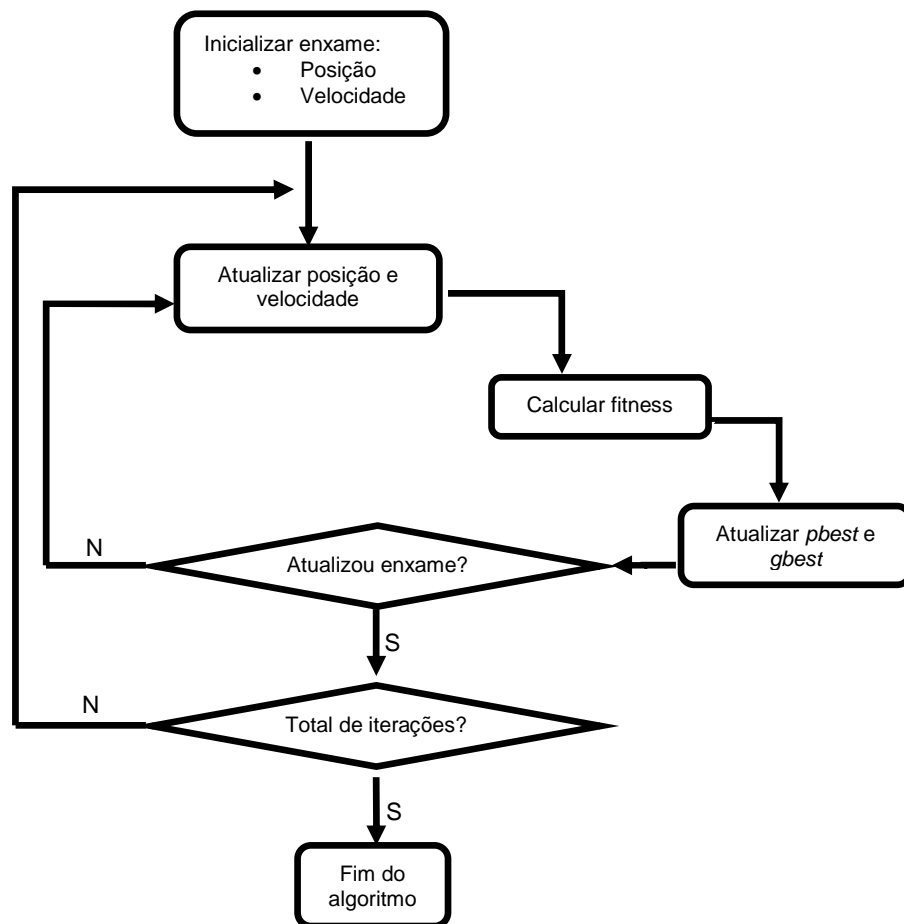 Inicializar enxame:
• Posição
• Velocidade
Atualizar posição e
velocidade
Calcular fitness
Atualizar pbest e
gbest
N
Atualizou enxame?
S
N
Total de iterações?
S
Fim do
algoritmo